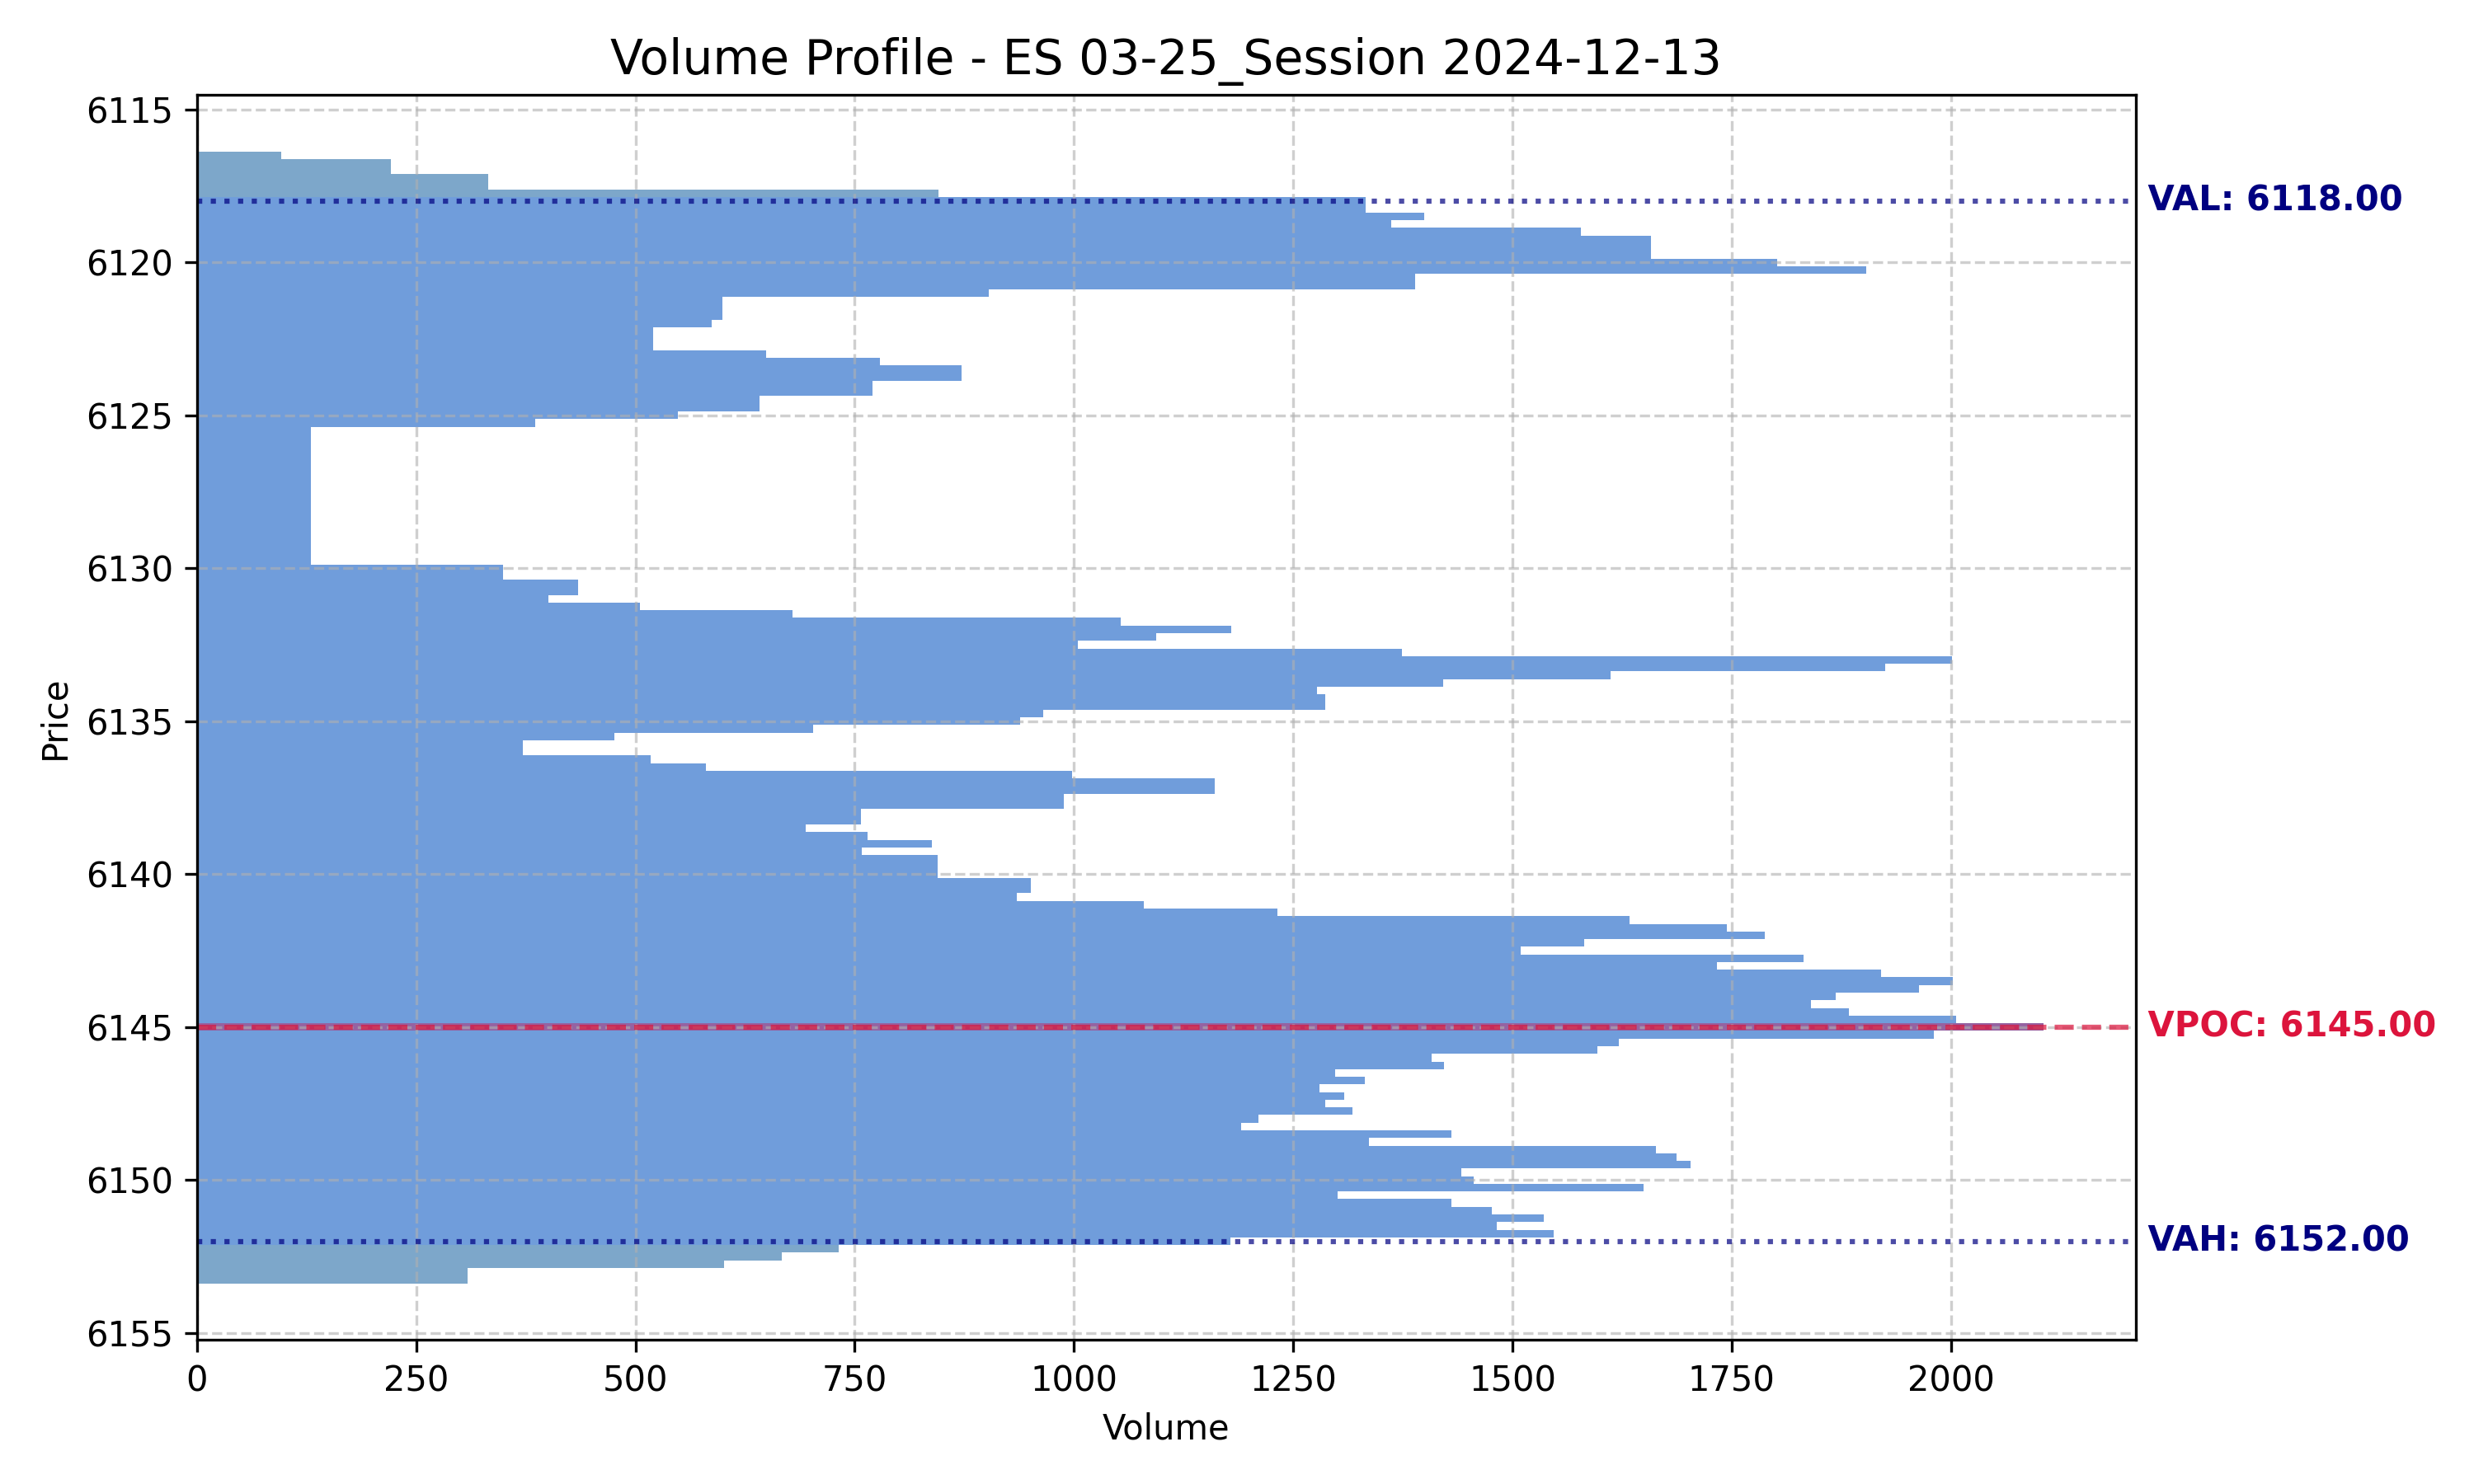 Volume Profile - ES 03-25_Session 2024-12-13
6115
VAL: 6118.00
6120
6125
6130
Price
6135
6140
6145
VPOC: 6145.00
6150
VAH: 6152.00
6155
0 250 500 750 1000 1250 1500 1750 2000
Volume